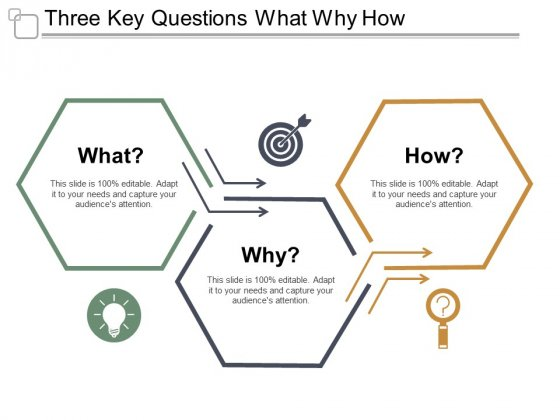 Three Key Questions What Why How
What?
This slide is 100% editable. Adapt
it to your needs and capture your
audience's attention.
Why?
This slide is 100% editable. Adapt
it to your needs and capture your
audience's attention.
How?
This slide is 100% editable. Adapt
it to your needs and capture your
audience's attention.
?